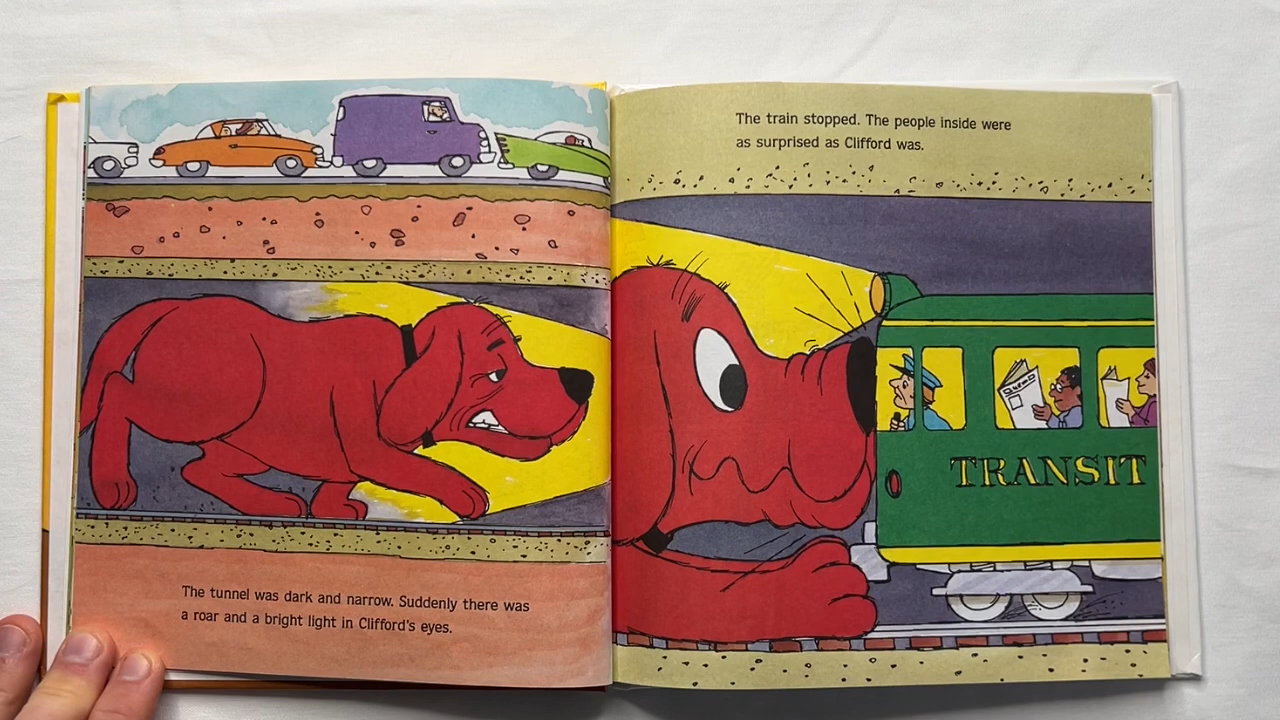 The tunnel was dark and narrow. Suddenly there was
a roar and a bright light in Clifford's eyes.
The train stopped. The people inside were
as surprised as Clifford was.
TRANSIT